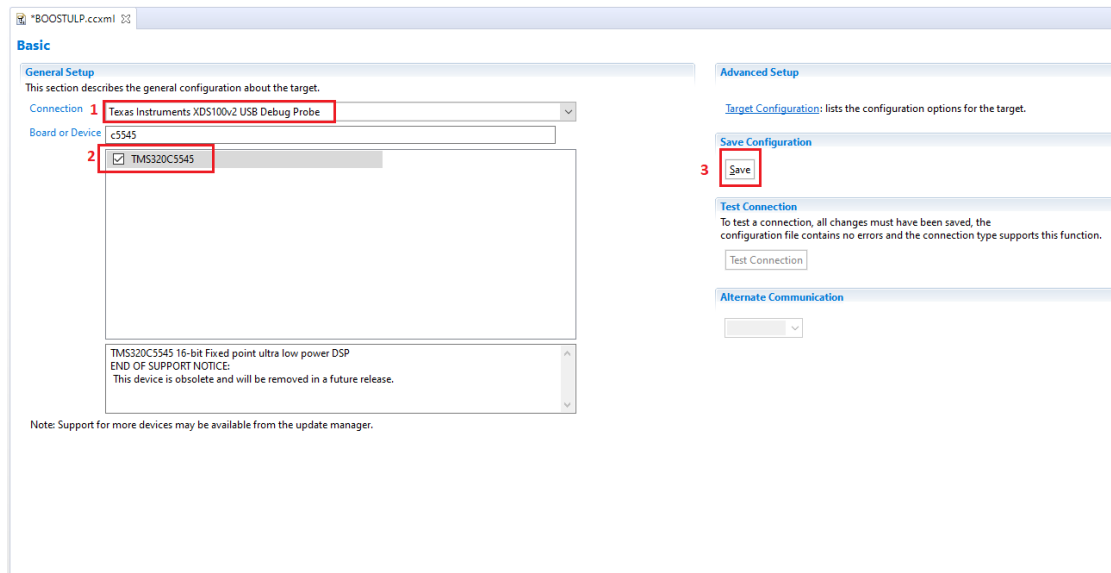 *BOOSTULP.ccxml
Basic
General Setup
This section describes the general configuration about the target.
Connection 1 Texas Instruments XDS100v2 USB Debug Probe
Board or Device c5545
2 TMS320C5545
TMS320C5545 16-bit Fixed point ultra low power DSP
END OF SUPPORT NOTICE:
This device is obsolete and will be removed in a future release.
Note: Support for more devices may be available from the update manager.
Advanced Setup
Target Configuration: lists the configuration options for the target.
Save Configuration
3 Save
Test Connection
To test a connection, all changes must have been saved, the
configuration file contains no errors and the connection type supports this function.
Test Connection
Alternate Communication